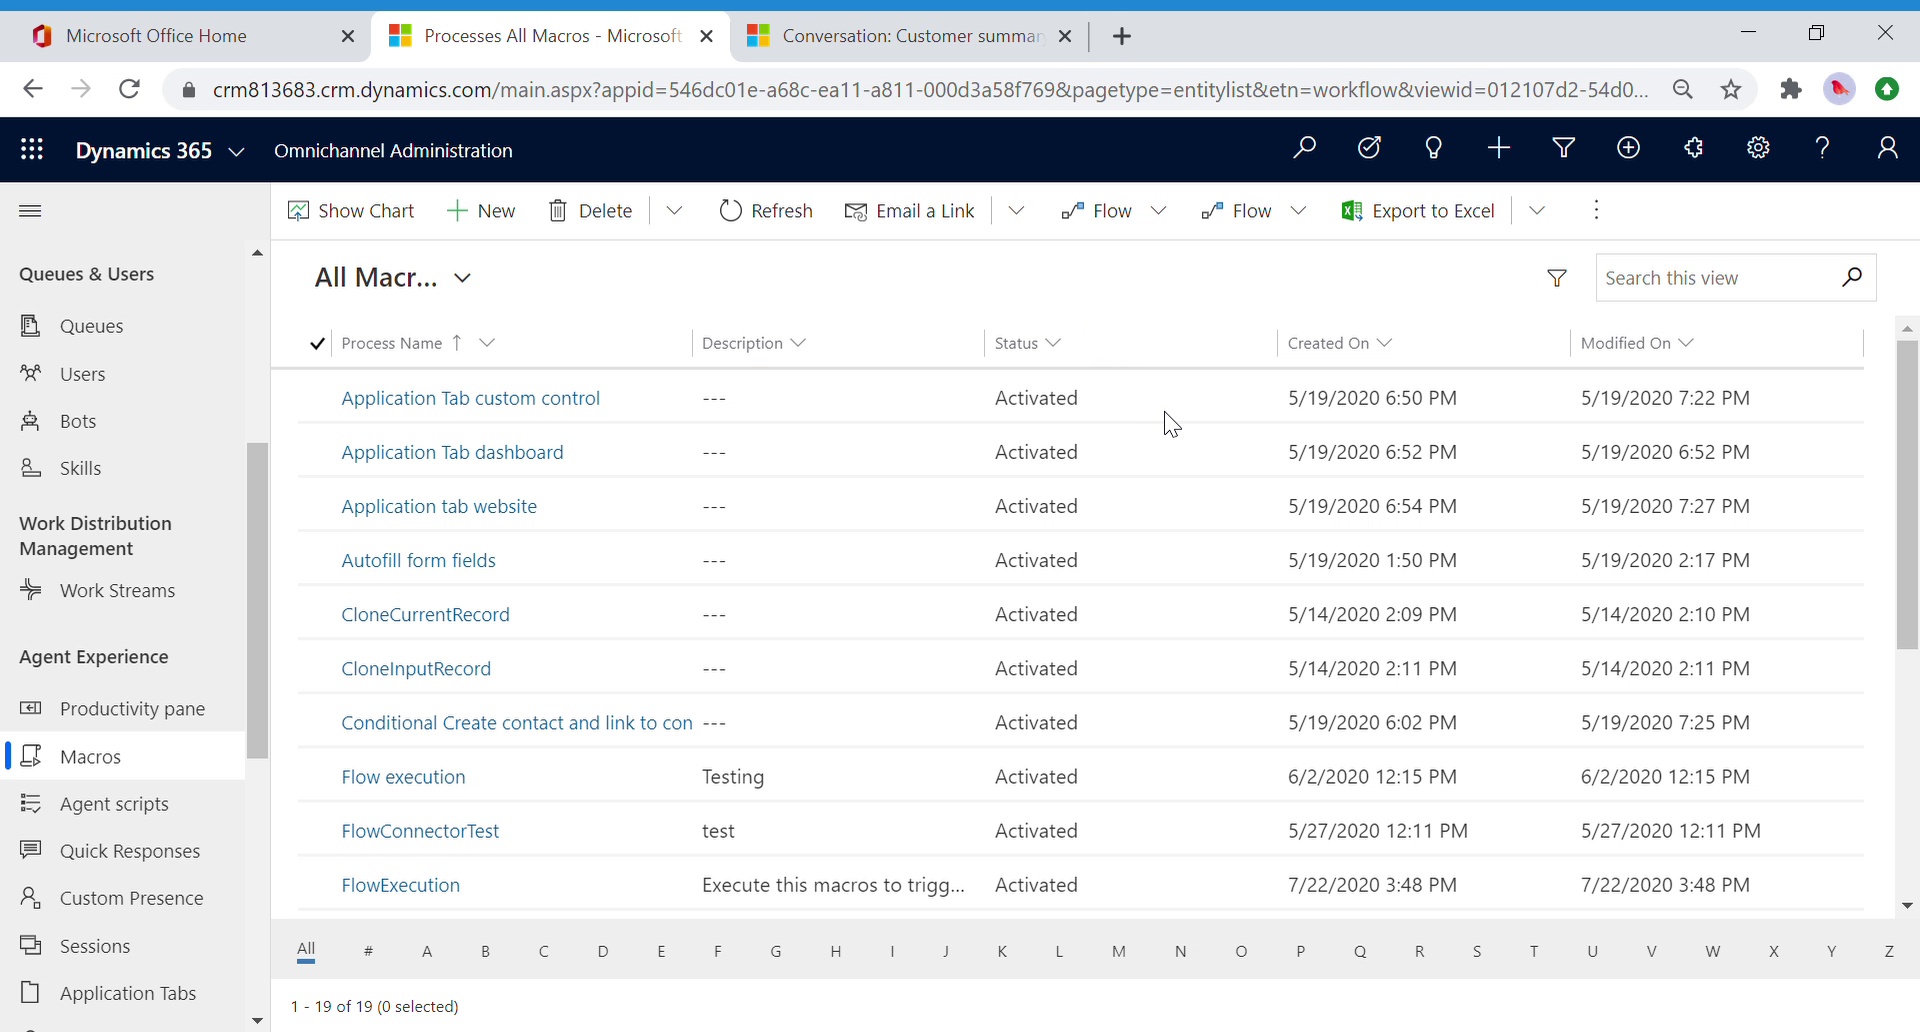 Microsoft Office Home
Processes All Macros - Microsoft
Conversation: Customer summar
crm813683.crm.dynamics.com/main.aspx?appid=546dc01e-a68c-ea11-a811-000d3a58f769&pagetype=entitylist&etn=workflow&viewid=012107d2-54d0...
Dynamics 365
Omnichannel Administration
Show Chart
New
Delete
Refresh
Email a Link
Flow
Flow
Export to Excel
Queues & Users
Queues
Users
Bots
Skills
Work Distribution
Management
Work Streams
Agent Experience
Productivity pane
Macros
Agent scripts
Quick Responses
Custom Presence
Sessions
Application Tabs
All Macr...
Search this view
Process Name Description Status Created On Modified On
Application Tab custom control --- Activated 5/19/2020 6:50 PM 5/19/2020 7:22 PM
Application Tab dashboard --- Activated 5/19/2020 6:52 PM 5/19/2020 6:52 PM
Application tab website --- Activated 5/19/2020 6:54 PM 5/19/2020 7:27 PM
Autofill form fields --- Activated 5/19/2020 1:50 PM 5/19/2020 2:17 PM
CloneCurrentRecord --- Activated 5/14/2020 2:09 PM 5/14/2020 2:10 PM
CloneInputRecord --- Activated 5/14/2020 2:11 PM 5/14/2020 2:11 PM
Conditional Create contact and link to con --- Activated 5/19/2020 6:02 PM 5/19/2020 7:25 PM
Flow execution Testing Activated 6/2/2020 12:15 PM 6/2/2020 12:15 PM
FlowConnectorTest test Activated 5/27/2020 12:11 PM 5/27/2020 12:11 PM
FlowExecution Execute this macros to trigg... Activated 7/22/2020 3:48 PM 7/22/2020 3:48 PM
All # A B C D E F G H I J K L M N O P Q R S T U V W X Y Z
1 - 19 of 19 (0 selected)